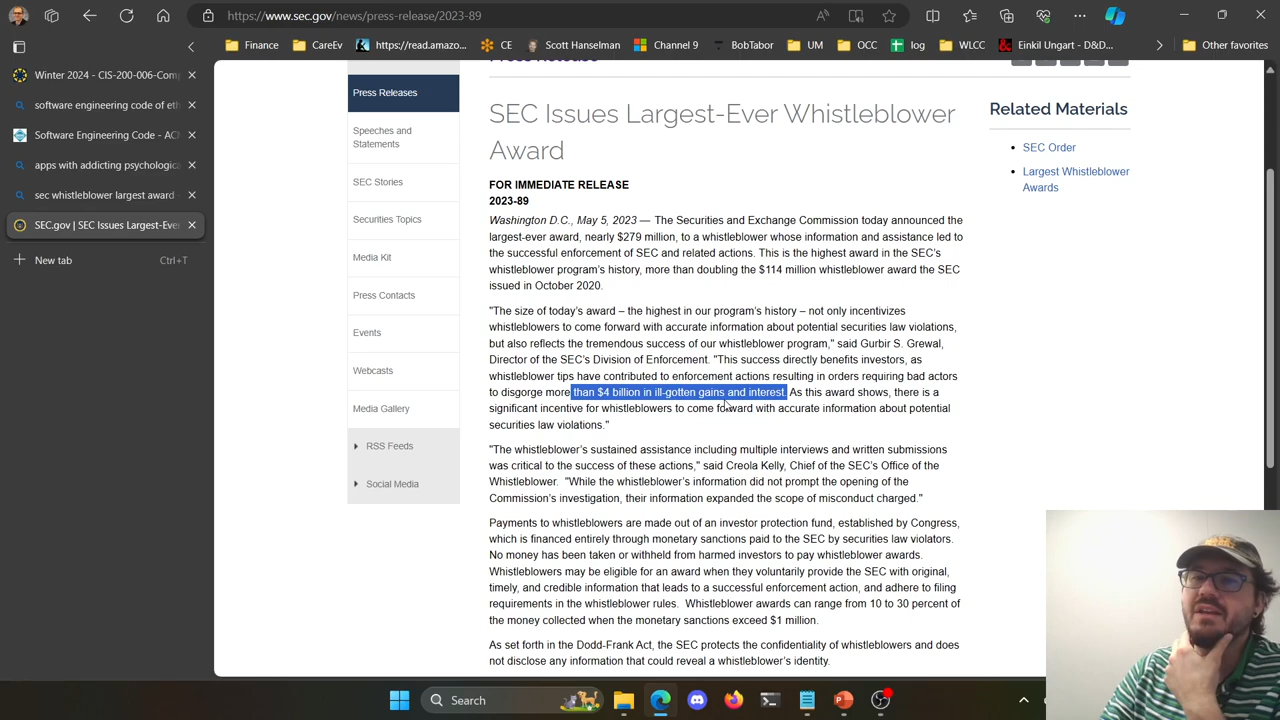 https://www.sec.gov/news/press-release/2023-89
Finance
CareEv
https://read.amazo...
CE
Scott Hanselman
Channel 9
BobTabor
UM
OCC
log
WLCC
Einkil Ungart - D&D...
Other favorites
Winter 2024 - CIS-200-006-Comp
software engineering code of eth
Software Engineering Code - ACM
apps with addicting psychologica
sec whistleblower largest award -
SEC.gov | SEC Issues Largest-Ever
New tab
Ctrl+T
Press Releases
Speeches and
Statements
SEC Stories
Securities Topics
Media Kit
Press Contacts
Events
Webcasts
Media Gallery
RSS Feeds
Social Media
Press Release
SEC Issues Largest-Ever Whistleblower
Award
FOR IMMEDIATE RELEASE
2023-89
Washington D.C., May 5, 2023 — The Securities and Exchange Commission today announced the
largest-ever award, nearly $279 million, to a whistleblower whose information and assistance led to
the successful enforcement of SEC and related actions. This is the highest award in the SEC's
whistleblower program's history, more than doubling the $114 million whistleblower award the SEC
issued in October 2020.
"The size of today's award – the highest in our program's history – not only incentivizes
whistleblowers to come forward with accurate information about potential securities law violations,
but also reflects the tremendous success of our whistleblower program," said Gurbir S. Grewal,
Director of the SEC's Division of Enforcement. "This success directly benefits investors, as
whistleblower tips have contributed to enforcement actions resulting in orders requiring bad actors
to disgorge more than $4 billion in ill-gotten gains and interest. As this award shows, there is a
significant incentive for whistleblowers to come forward with accurate information about potential
securities law violations."
"The whistleblower's sustained assistance including multiple interviews and written submissions
was critical to the success of these actions," said Creola Kelly, Chief of the SEC's Office of the
Whistleblower.  "While the whistleblower's information did not prompt the opening of the
Commission's investigation, their information expanded the scope of misconduct charged."
Payments to whistleblowers are made out of an investor protection fund, established by Congress,
which is financed entirely through monetary sanctions paid to the SEC by securities law violators.
No money has been taken or withheld from harmed investors to pay whistleblower awards.
Whistleblowers may be eligible for an award when they voluntarily provide the SEC with original,
timely, and credible information that leads to a successful enforcement action, and adhere to filing
requirements in the whistleblower rules.  Whistleblower awards can range from 10 to 30 percent of
the money collected when the monetary sanctions exceed $1 million.
As set forth in the Dodd-Frank Act, the SEC protects the confidentiality of whistleblowers and does
not disclose any information that could reveal a whistleblower's identity.
Related Materials
SEC Order
Largest Whistleblower
Awards
Search